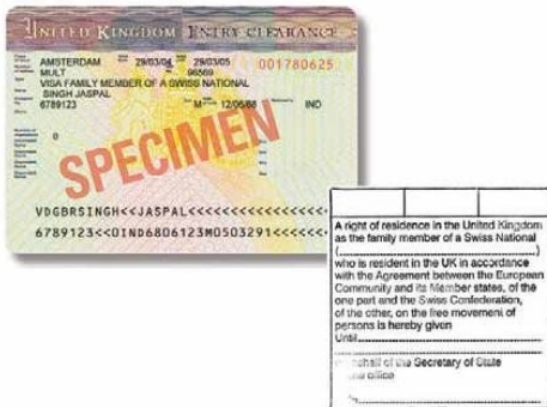 UNITED KINGDOM ENTRY CLEARANCE
AMSTERDAM 29/03/04 29/03/05 001780625
MULT 96569
VISA FAMILY MEMBER OF A SWISS NATIONAL
SINGH JASPAL
6789123 M 12/06/68 IND
0
SPECIMEN
VDGBRSINGH<<JASPAL<<<<<<<<<<<<<<<<<
6789123<<0IND6806123M0503291<<<<<<
A right of residence in the United Kingdom
as the family member of a Swiss National
(....................)
who is resident in the UK in accordance
with the Agreement between the European
Community and its Member states, of the
one part and the Swiss Confederation,
of the other, on the free movement of
persons is hereby given
Until....................
behalf of the Secretary of State
office